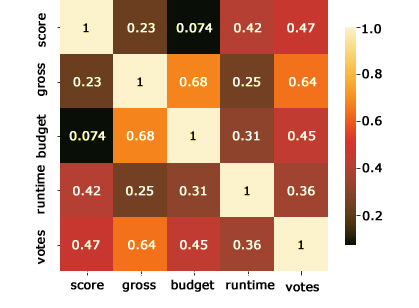 score 1 0.23 0.074 0.42 0.47
gross 0.23 1 0.68 0.25 0.64
budget 0.074 0.68 1 0.31 0.45
runtime 0.42 0.25 0.31 1 0.36
votes 0.47 0.64 0.45 0.36 1
score gross budget runtime votes
1.0
0.8
0.6
0.4
0.2